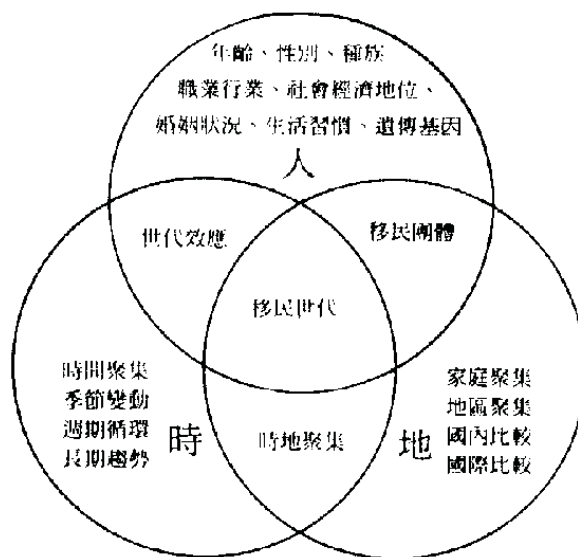 年齡、性別、種族
職業行業、社會經濟地位、
婚姻狀況、生活習慣、遺傳基因
人
世代效應
移民團體
移民世代
時間聚集
季節變動
週期循環
長期趨勢
時
時地聚集
地
家庭聚集
地區聚集
國內比較
國際比較